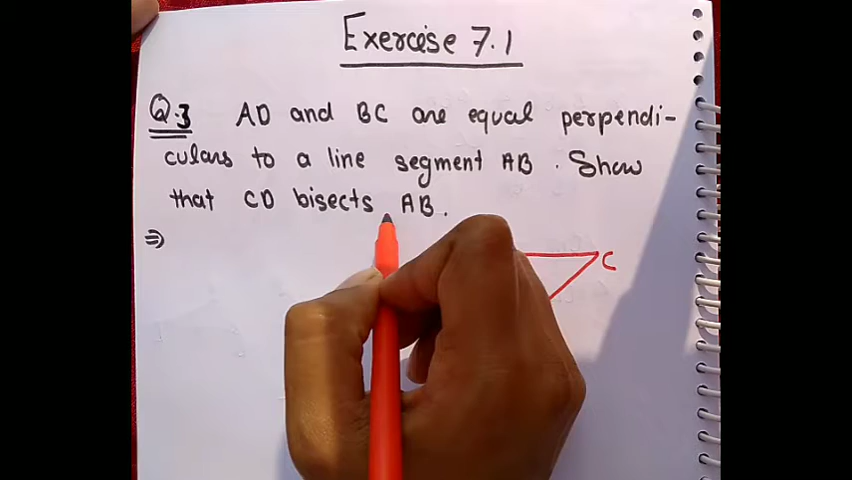 Exercise 7.1
Q.3 AD and BC are equal perpendi-
culars to a line segment AB. Show
that CD bisects AB.
⇒
C